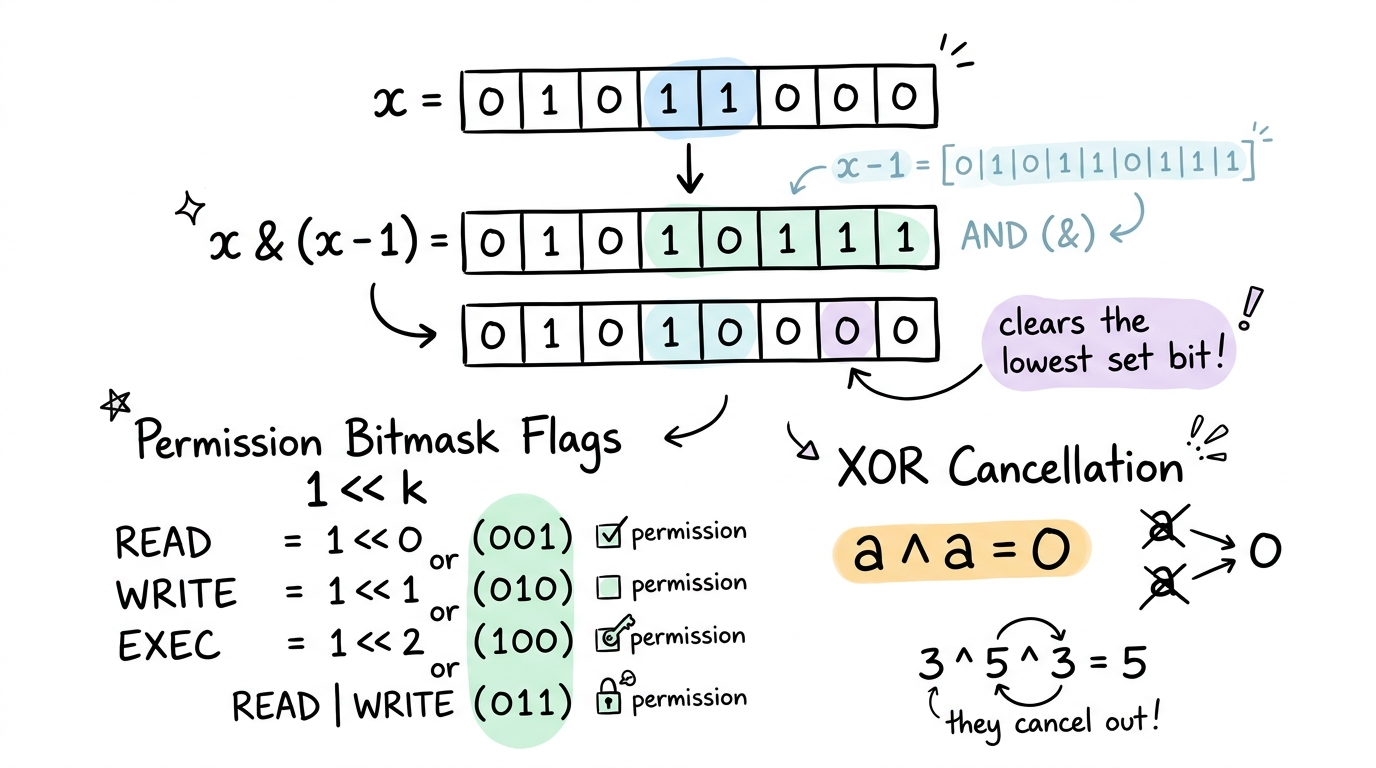 x = 0 1 0 1 1 0 0 0
x - 1 = [0|1|0|1|1|0|1|1|1]
x & (x - 1) = 0 1 0 1 0 1 1 1
AND (&)
0 1 0 1 0 0 0 0
clears the
lowest set bit!
Permission Bitmask Flags
1 << k
READ = 1 << 0 or (001) permission
WRITE = 1 << 1 or (010) permission
EXEC = 1 << 2 or (100) permission
READ | WRITE (011) permission
XOR Cancellation
a ^ a = 0
a
a
0
3 ^ 5 ^ 3 = 5
they cancel out!